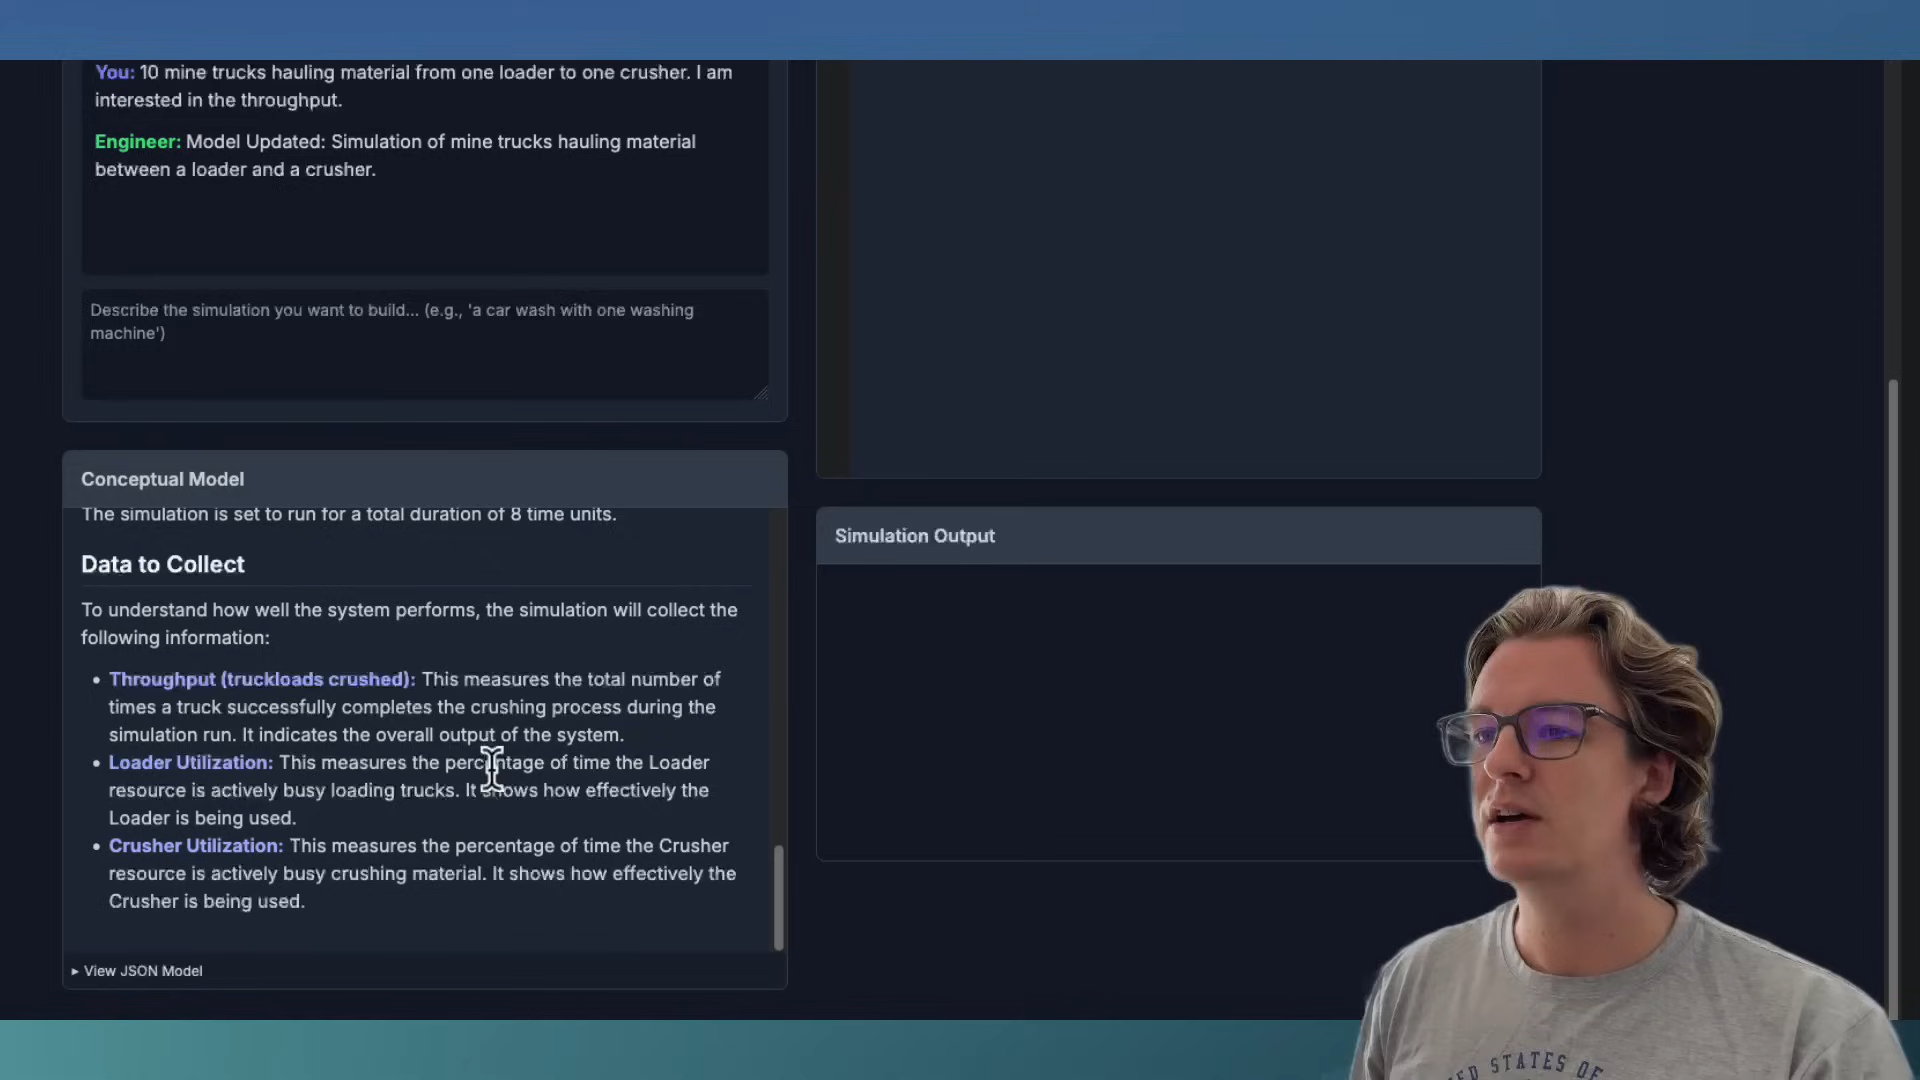 You: 10 mine trucks hauling material from one loader to one crusher. I am
interested in the throughput.
Engineer: Model Updated: Simulation of mine trucks hauling material
between a loader and a crusher.
Describe the simulation you want to build... (e.g., 'a car wash with one washing
machine')
Conceptual Model
The simulation is set to run for a total duration of 8 time units.
Data to Collect
To understand how well the system performs, the simulation will collect the
following information:
• Throughput (truckloads crushed): This measures the total number of
times a truck successfully completes the crushing process during the
simulation run. It indicates the overall output of the system.
• Loader Utilization: This measures the percentage of time the Loader
resource is actively busy loading trucks. It shows how effectively the
Loader is being used.
• Crusher Utilization: This measures the percentage of time the Crusher
resource is actively busy crushing material. It shows how effectively the
Crusher is being used.
▸ View JSON Model
Simulation Output
STATES OF